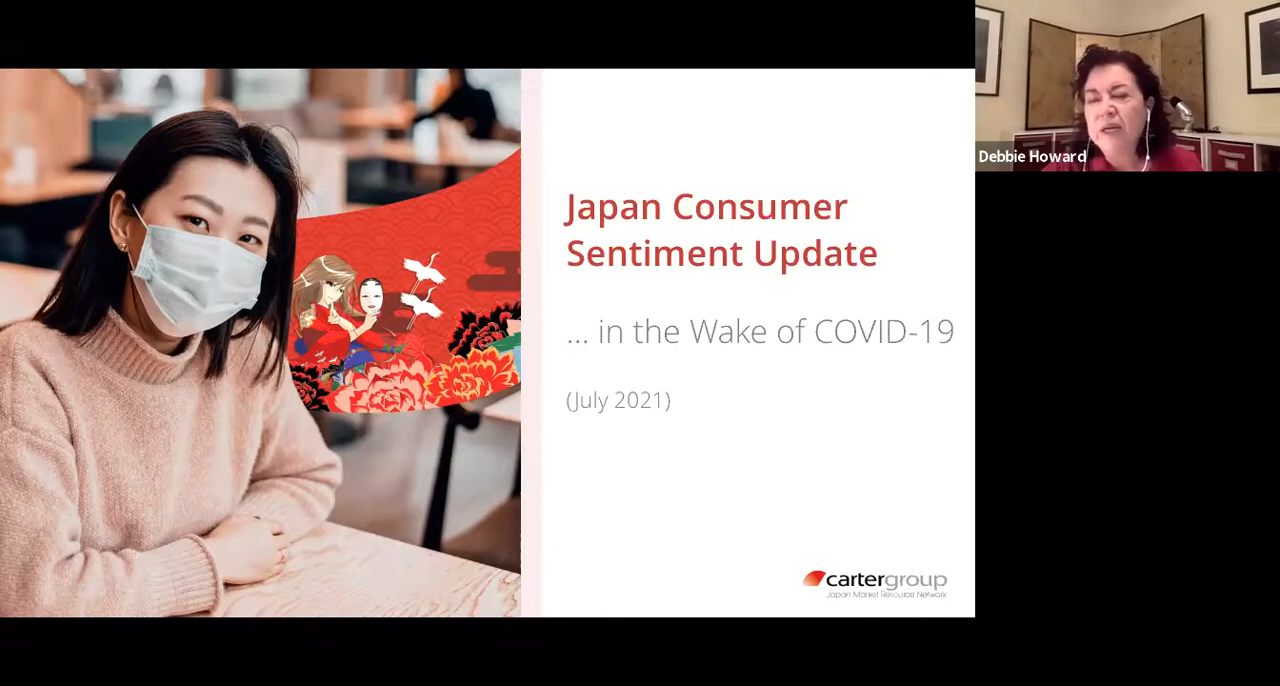 Japan Consumer
Sentiment Update
... in the Wake of COVID-19
(July 2021)
cartergroup
Japan Market Resource Network
Debbie Howard